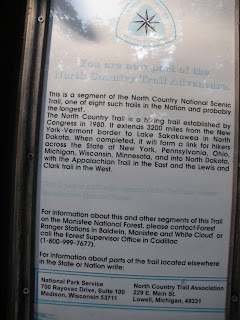 You are now part of the
North Country Trail Adventure.
This is a segment of the North Country National Scenic
Trail, one of eight such trails in the Nation and probably
the longest.
The North Country Trail is a hiking trail established by
Congress in 1980. It extends 3200 miles from the New
York-Vermont border to Lake Sakakowea in North
Dakota. When completed, it will form a link for hikers
across the State of New York, Pennsylvania, Ohio,
Michigan, Wisconsin, Minnesota, and into North Dakota,
with the Appalachian Trail in the East and the Lewis and
Clark trail in the West.
For information about this and other segments of this Trail
on the Manistee National Forest, please contact Forest
Ranger Stations in Baldwin, Manistee and White Cloud or
call the Forest Supervisor Office in Cadillac
(1-800-999-7677).
For information about parts of the trail located elsewhere
in the State or Nation write:
National Park Service
700 Rayovac Drive, Suite 100
Madison, Wisconsin 53711
North Country Trail Association
229 E. Main St.
Lowell, Michigan, 49331